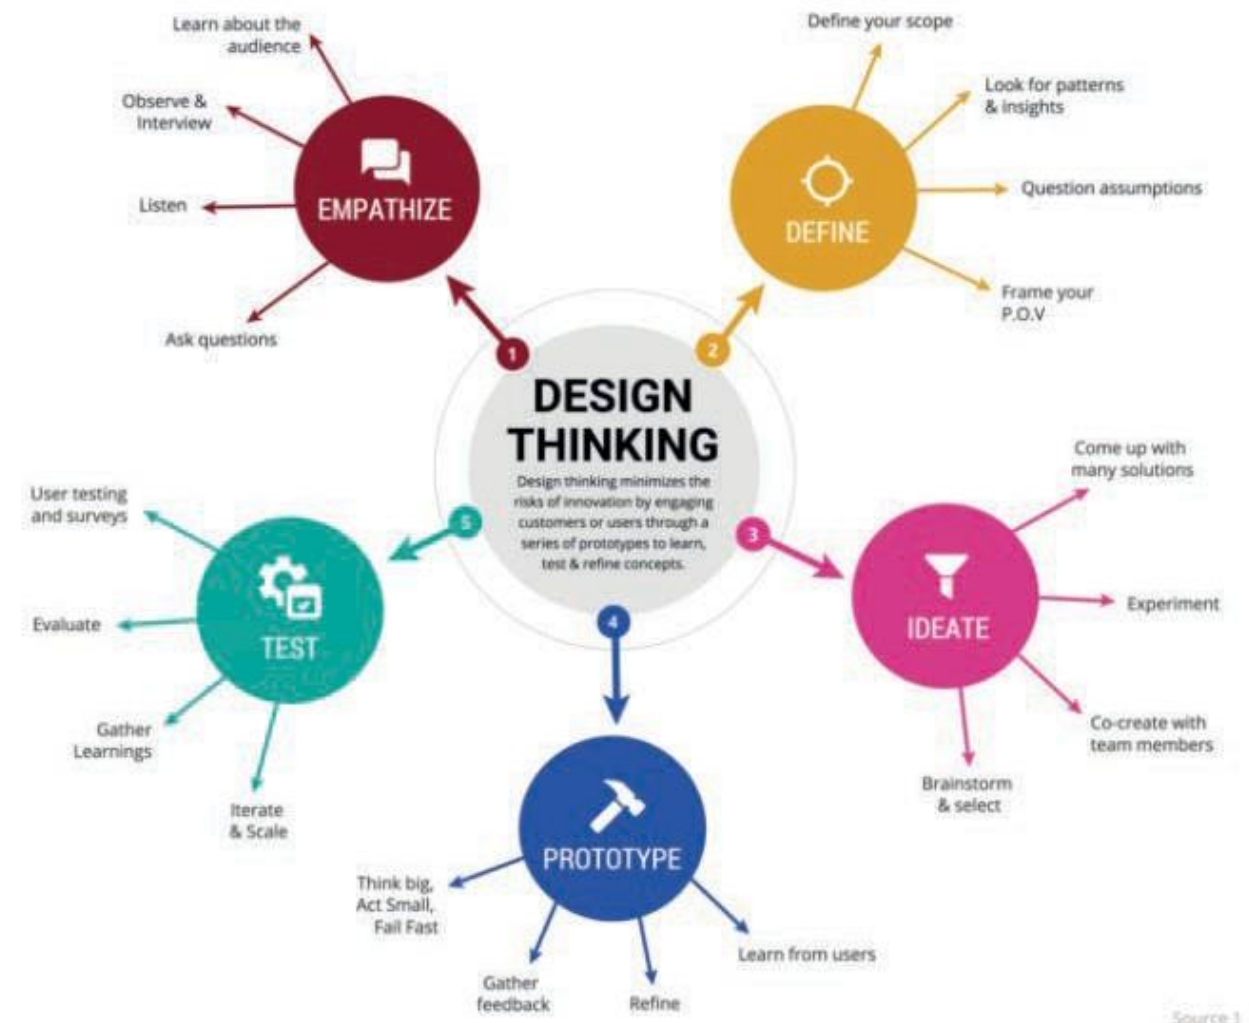 Learn about the
audience
Observe &
Interview
Listen
Ask questions
EMPATHIZE
1
Define your scope
Look for patterns
& insights
Question assumptions
Frame your
P.O.V
DEFINE
2
DESIGN
THINKING
Design thinking minimizes the
risks of innovation by engaging
customers or users through a
series of prototypes to learn,
test & refine concepts.
3
IDEATE
Come up with
many solutions
Experiment
Co-create with
team members
Brainstorm
& select
4
PROTOTYPE
Think big,
Act Small,
Fail Fast
Gather
feedback
Refine
Learn from users
5
TEST
User testing
and surveys
Evaluate
Gather
Learnings
Iterate
& Scale
Source 1